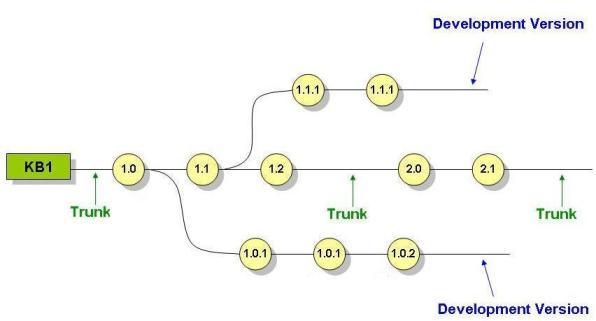 Development Version
1.1.1
1.1.1
KB1
1.0
1.1
1.2
2.0
2.1
Trunk
Trunk
Trunk
1.0.1
1.0.1
1.0.2
Development Version